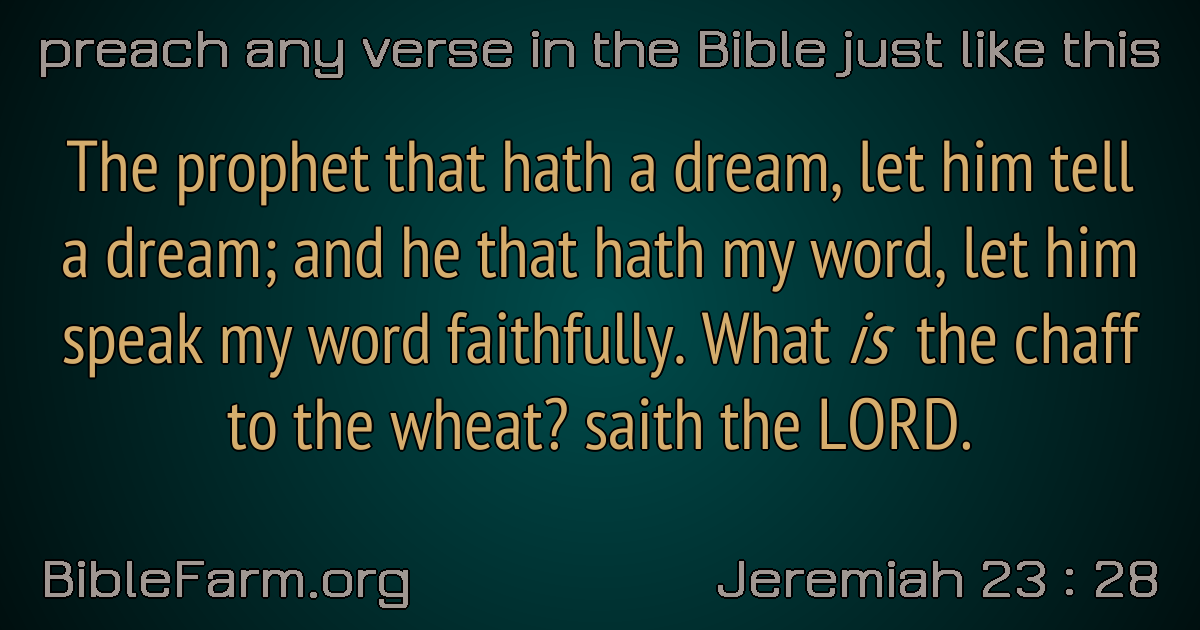 preach any verse in the Bible just like this
The prophet that hath a dream, let him tell
a dream; and he that hath my word, let him
speak my word faithfully. What is the chaff
to the wheat? saith the LORD.
BibleFarm.org
Jeremiah 23 : 28